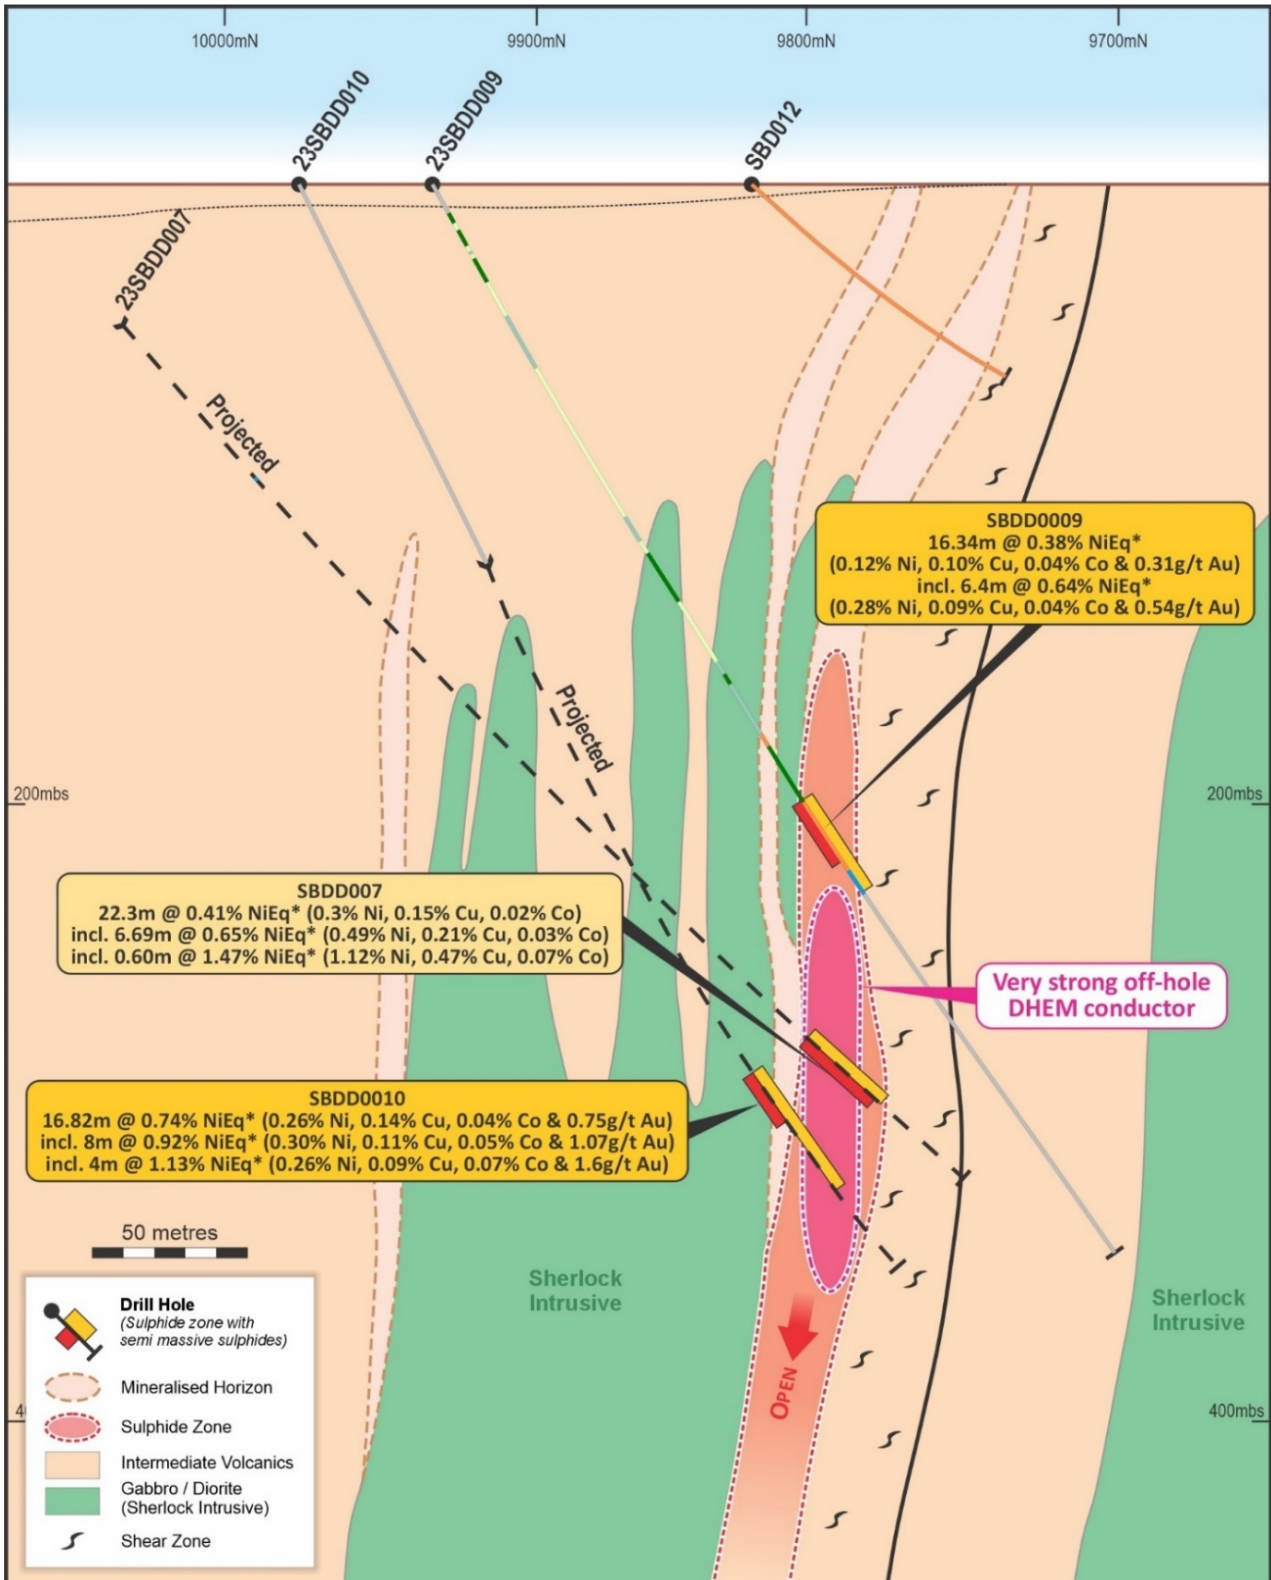 10000mN
9900mN
9800mN
9700mN
23SBDD010
23SBDD009
SBD012
23SBDD007
Projected
Projected
SBDD0009
16.34m @ 0.38% NiEq*
(0.12% Ni, 0.10% Cu, 0.04% Co & 0.31g/t Au)
incl. 6.4m @ 0.64% NiEq*
(0.28% Ni, 0.09% Cu, 0.04% Co & 0.54g/t Au)
200mbs
200mbs
SBDD007
22.3m @ 0.41% NiEq* (0.3% Ni, 0.15% Cu, 0.02% Co)
incl. 6.69m @ 0.65% NiEq* (0.49% Ni, 0.21% Cu, 0.03% Co)
incl. 0.60m @ 1.47% NiEq* (1.12% Ni, 0.47% Cu, 0.07% Co)
Very strong off-hole
DHEM conductor
SBDD0010
16.82m @ 0.74% NiEq* (0.26% Ni, 0.14% Cu, 0.04% Co & 0.75g/t Au)
incl. 8m @ 0.92% NiEq* (0.30% Ni, 0.11% Cu, 0.05% Co & 1.07g/t Au)
incl. 4m @ 1.13% NiEq* (0.26% Ni, 0.09% Cu, 0.07% Co & 1.6g/t Au)
50 metres
Sherlock
Intrusive
Sherlock
Intrusive
OPEN
400mbs
Drill Hole
(Sulphide zone with
semi massive sulphides)
Mineralised Horizon
Sulphide Zone
Intermediate Volcanics
Gabbro / Diorite
(Sherlock Intrusive)
Shear Zone